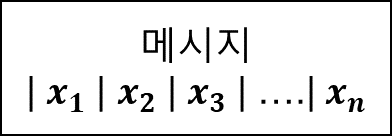 메시지
| x₁ | x₂ | x₃ | ....| xₙ